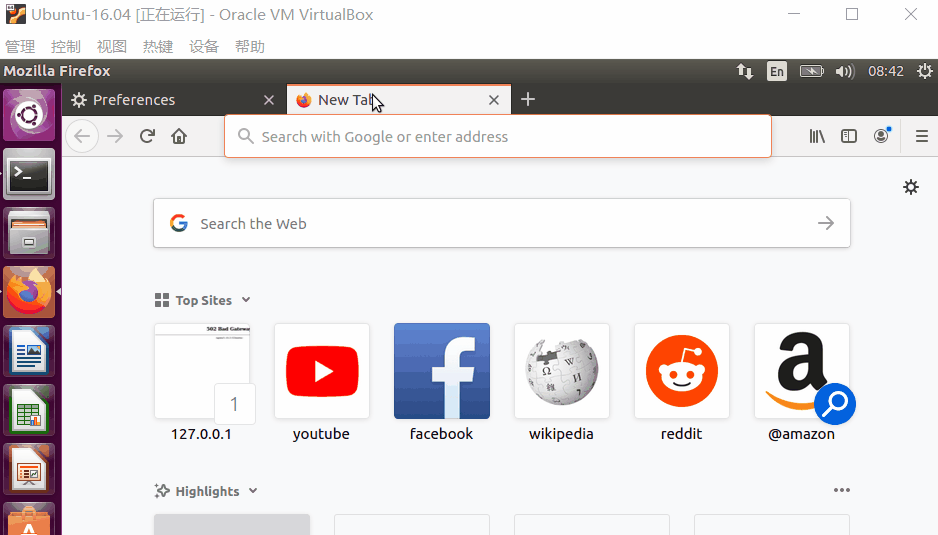 Ubuntu-16.04 [正在运行] - Oracle VM VirtualBox
管理 控制 视图 热键 设备 帮助
Mozilla Firefox En 08:42
Preferences New Tab
Search with Google or enter address
Search the Web
Top Sites
502 Bad Gateway
1
127.0.0.1 youtube facebook wikipedia reddit @amazon
Highlights